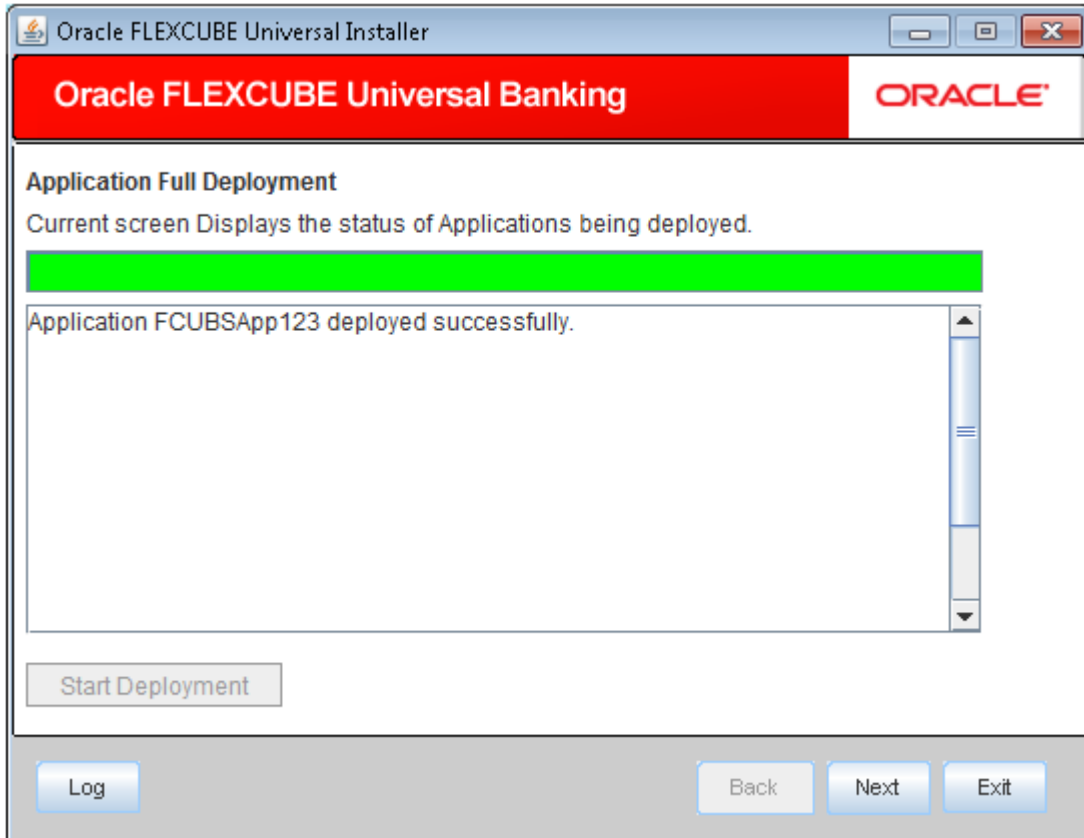 Oracle FLEXCUBE Universal Installer
Oracle FLEXCUBE Universal Banking
ORACLE
Application Full Deployment
Current screen Displays the status of Applications being deployed.
Application FCUBSApp123 deployed successfully.
Start Deployment
Log
Back
Next
Exit